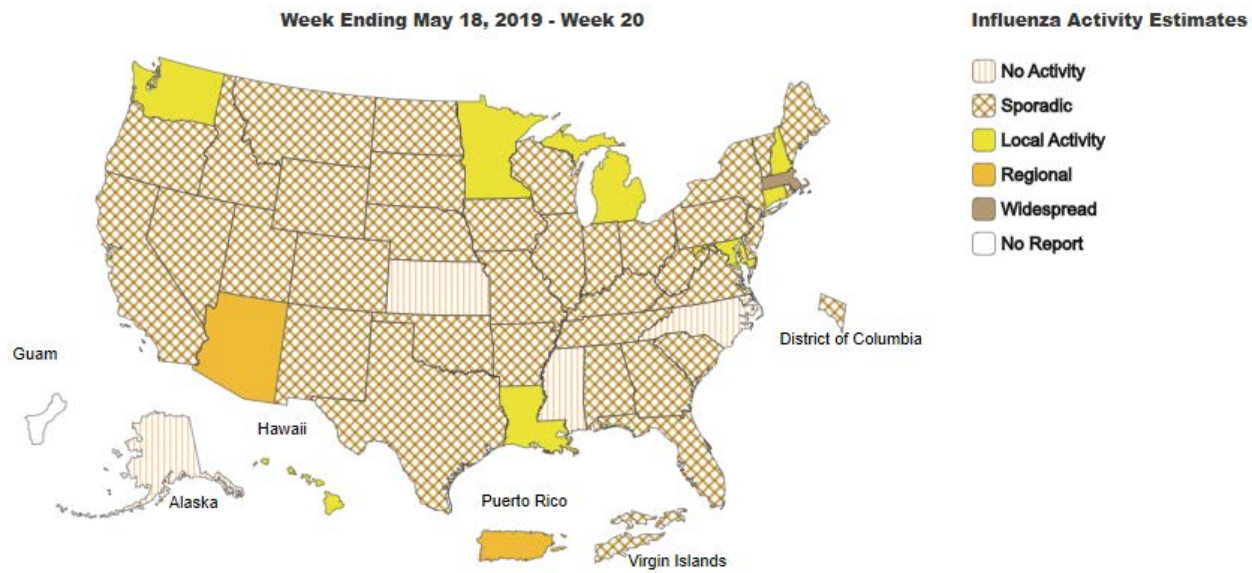 Week Ending May 18, 2019 - Week 20
Influenza Activity Estimates
No Activity
Sporadic
Local Activity
Regional
Widespread
No Report
District of Columbia
Guam
Hawaii
Alaska
Puerto Rico
Virgin Islands